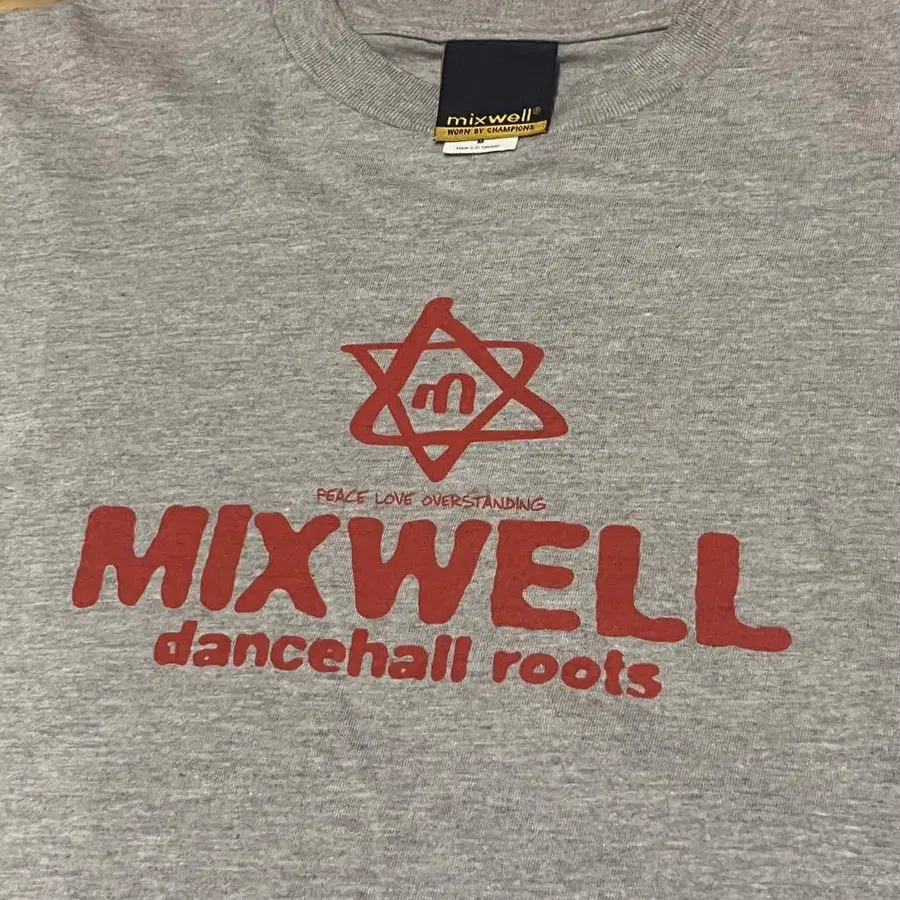 mixwell®
WORN BY CHAMPIONS
m
PEACE LOVE OVERSTANDING
MIXWELL
dancehall roots